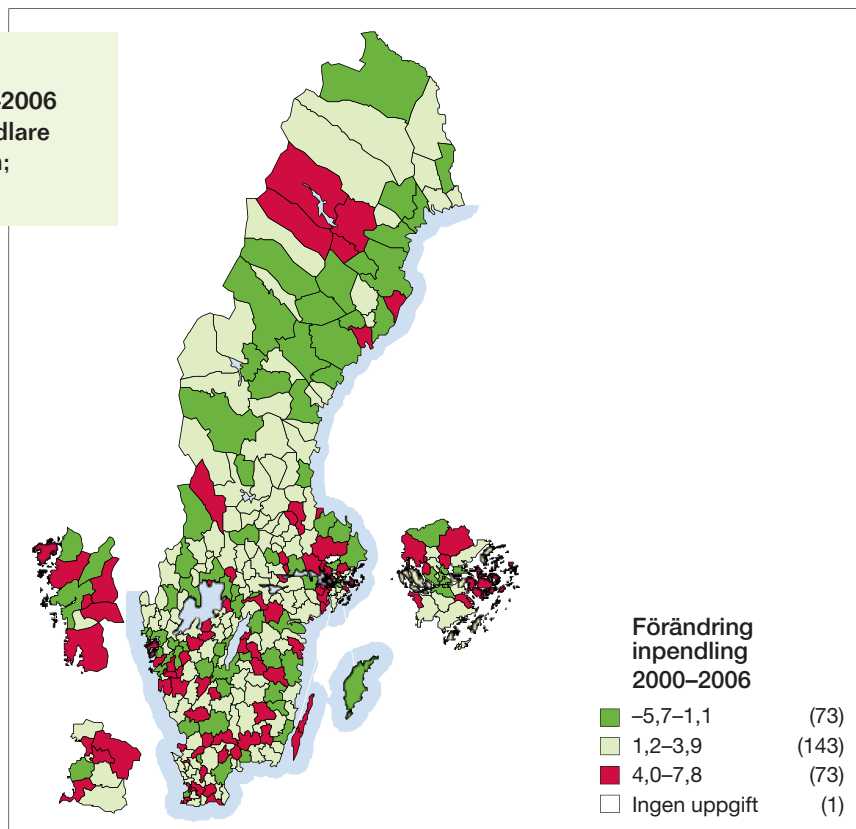 –2006
Förändring
inpendling
2000–2006
–5,7–1,1 (73)
1,2–3,9 (143)
4,0–7,8 (73)
Ingen uppgift (1)